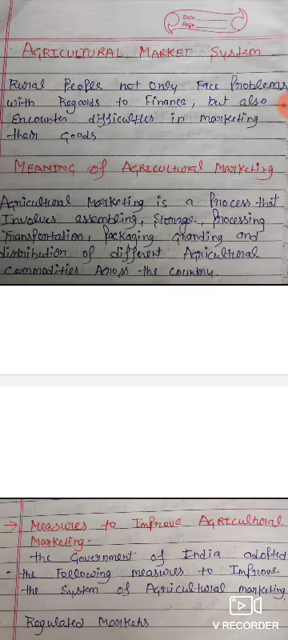 Date
Page
AGRICULTURAL MARKET System
Rural People not only Face Problems
with Regards to Finance, but also
Encounter difficulties in marketing
their Goods
MEANING of AGRICULTURAL Marketing
Agricultural Marketing is a Process that
Involves assembling, Storage, Processing
Transportation, Packaging Grading and
distribution of different Agricultural
Commodities Across the country.
→ Measures to Improve AGRicultural
Marketing-
the Government of India adopted
the Following measures to Improve
the System of Agricultural marketing
Regulated Markets
V RECORDER